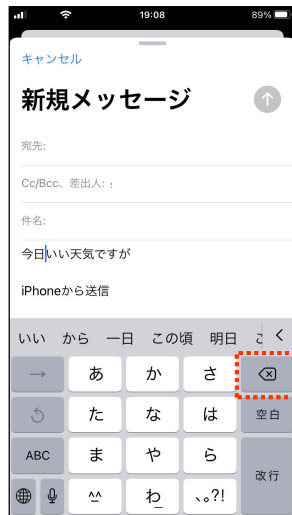 19:08 89%
キャンセル
新規メッセージ
宛先:
Cc/Bcc、差出人:
件名:
今日いい天気ですが
iPhoneから送信
いい から 一日 この頃 明日
→ あ か さ
た な は 空白
ABC ま や ら
^^ わ 、。?! 改行